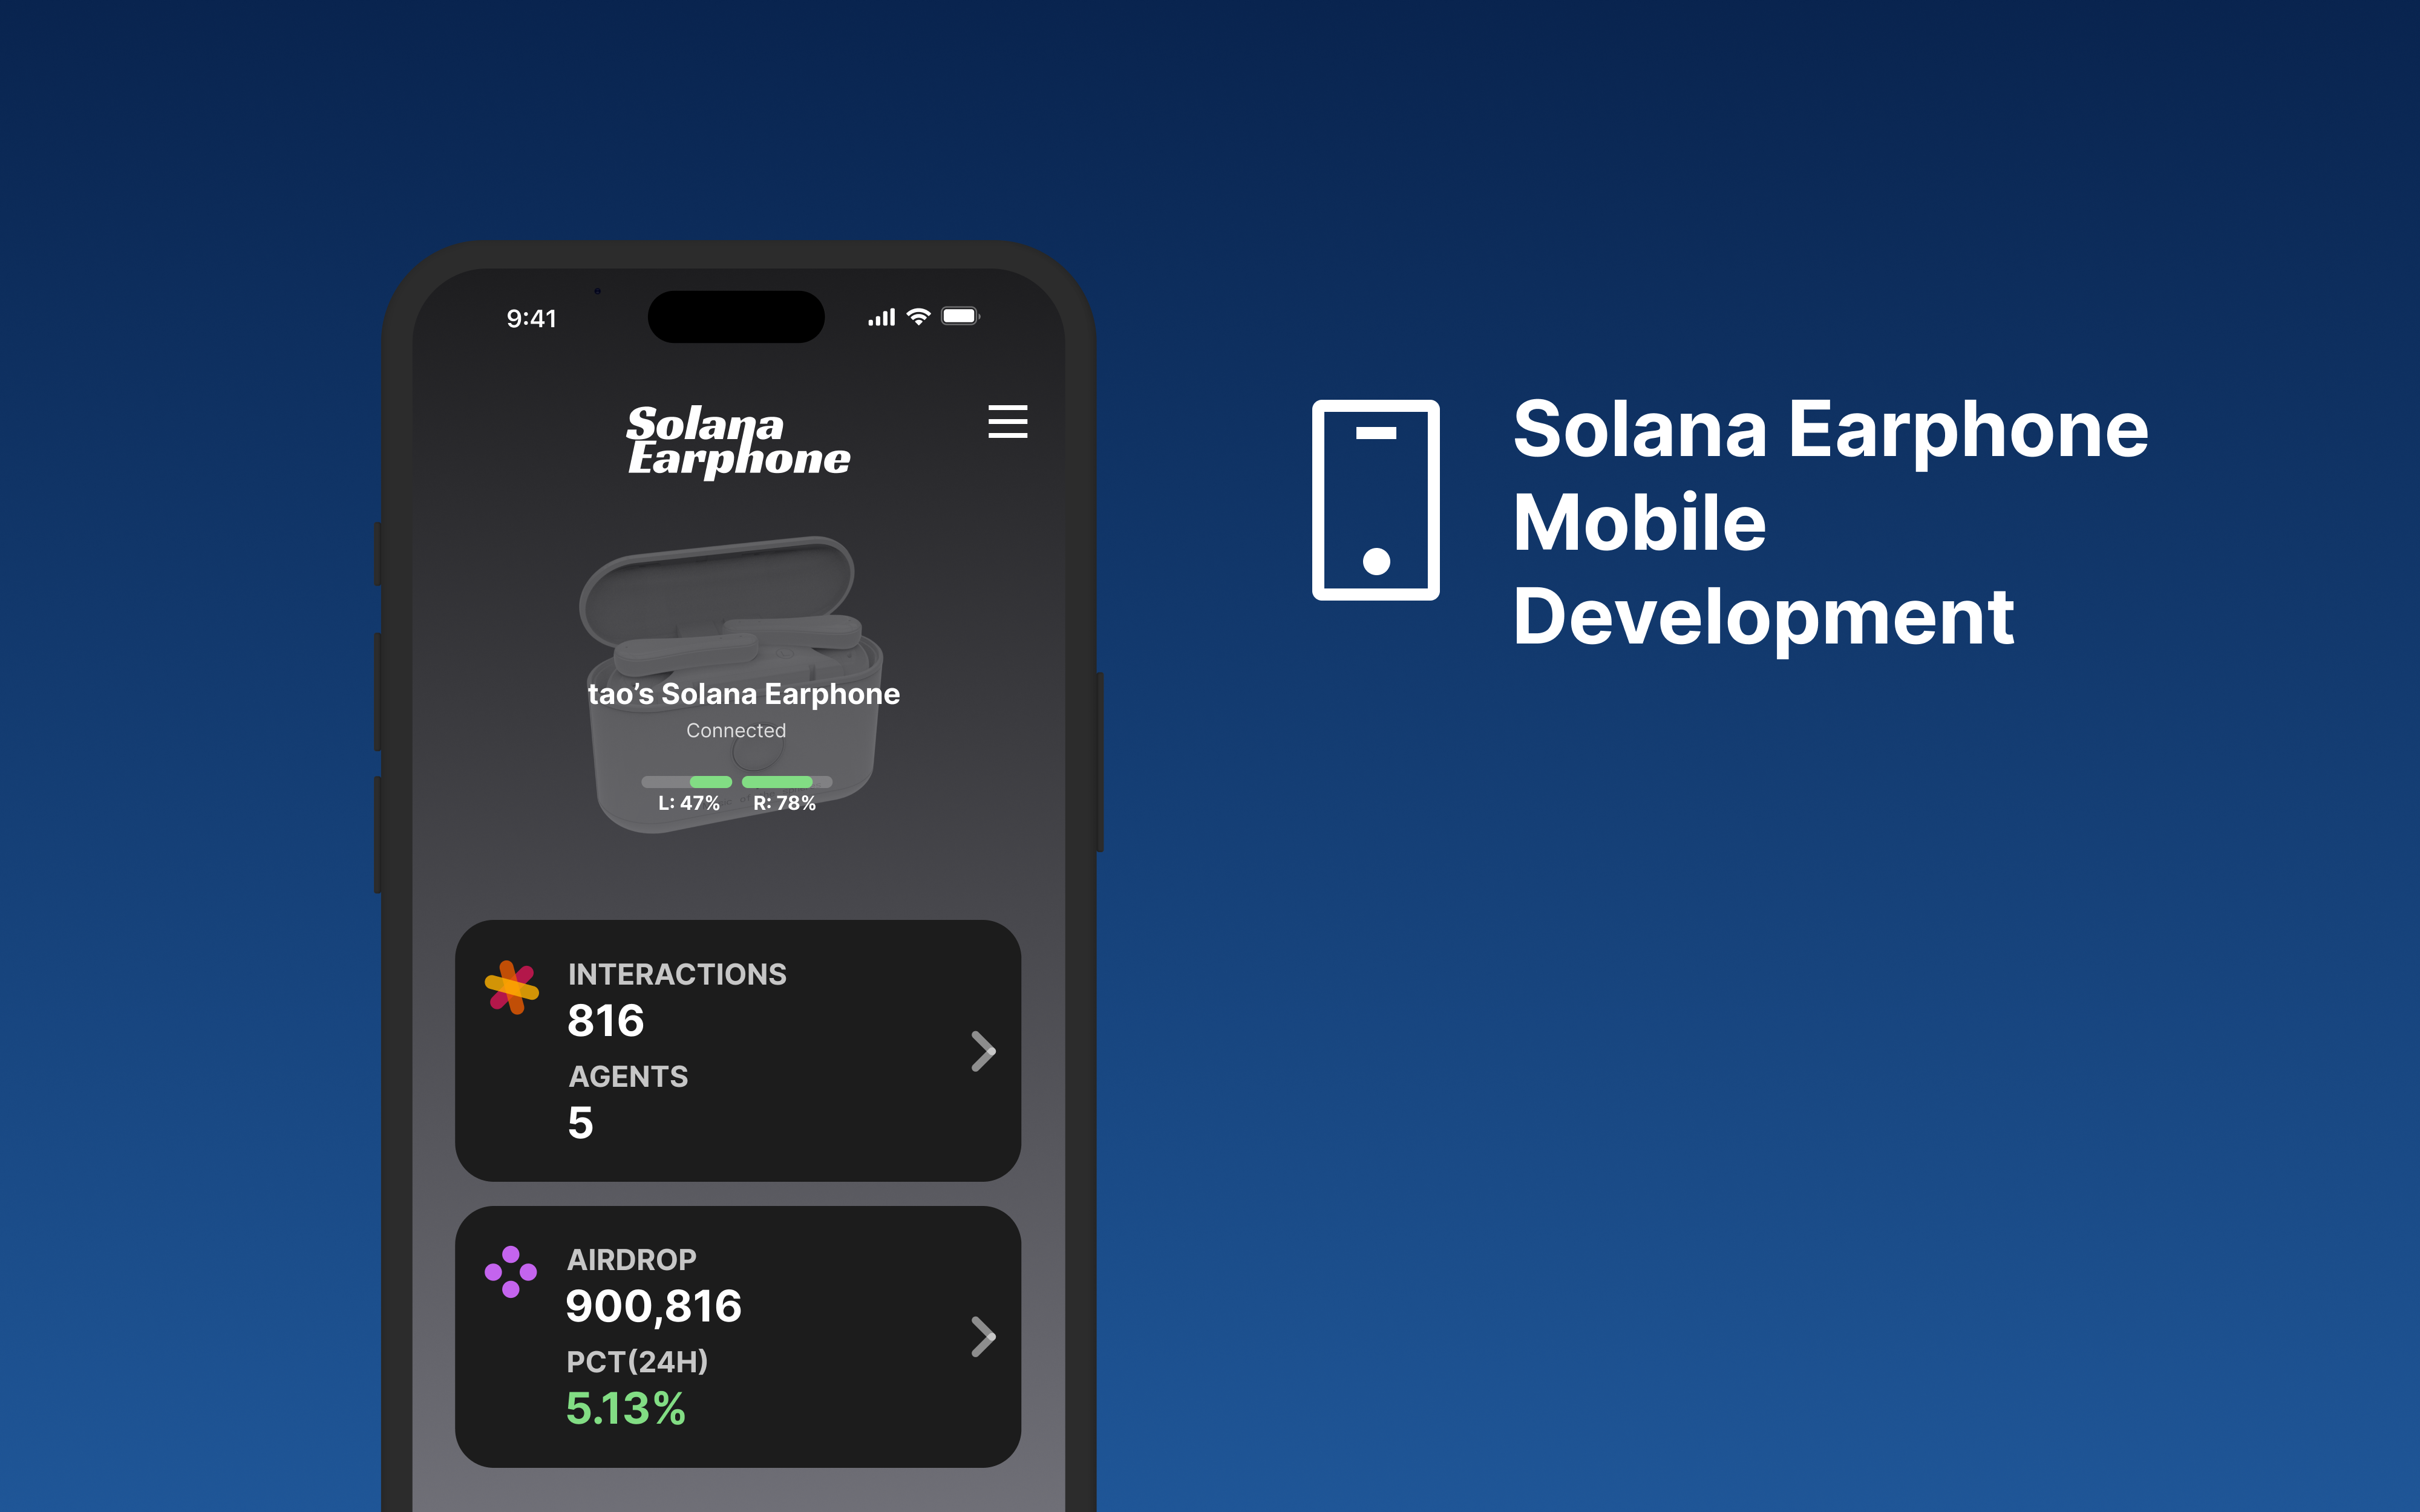 9:41
Solana
Earphone
tao’s Solana Earphone
Connected
L: 47% R: 78%
INTERACTIONS
816
AGENTS
5
AIRDROP
900,816
PCT(24H)
5.13%
Solana Earphone
Mobile
Development